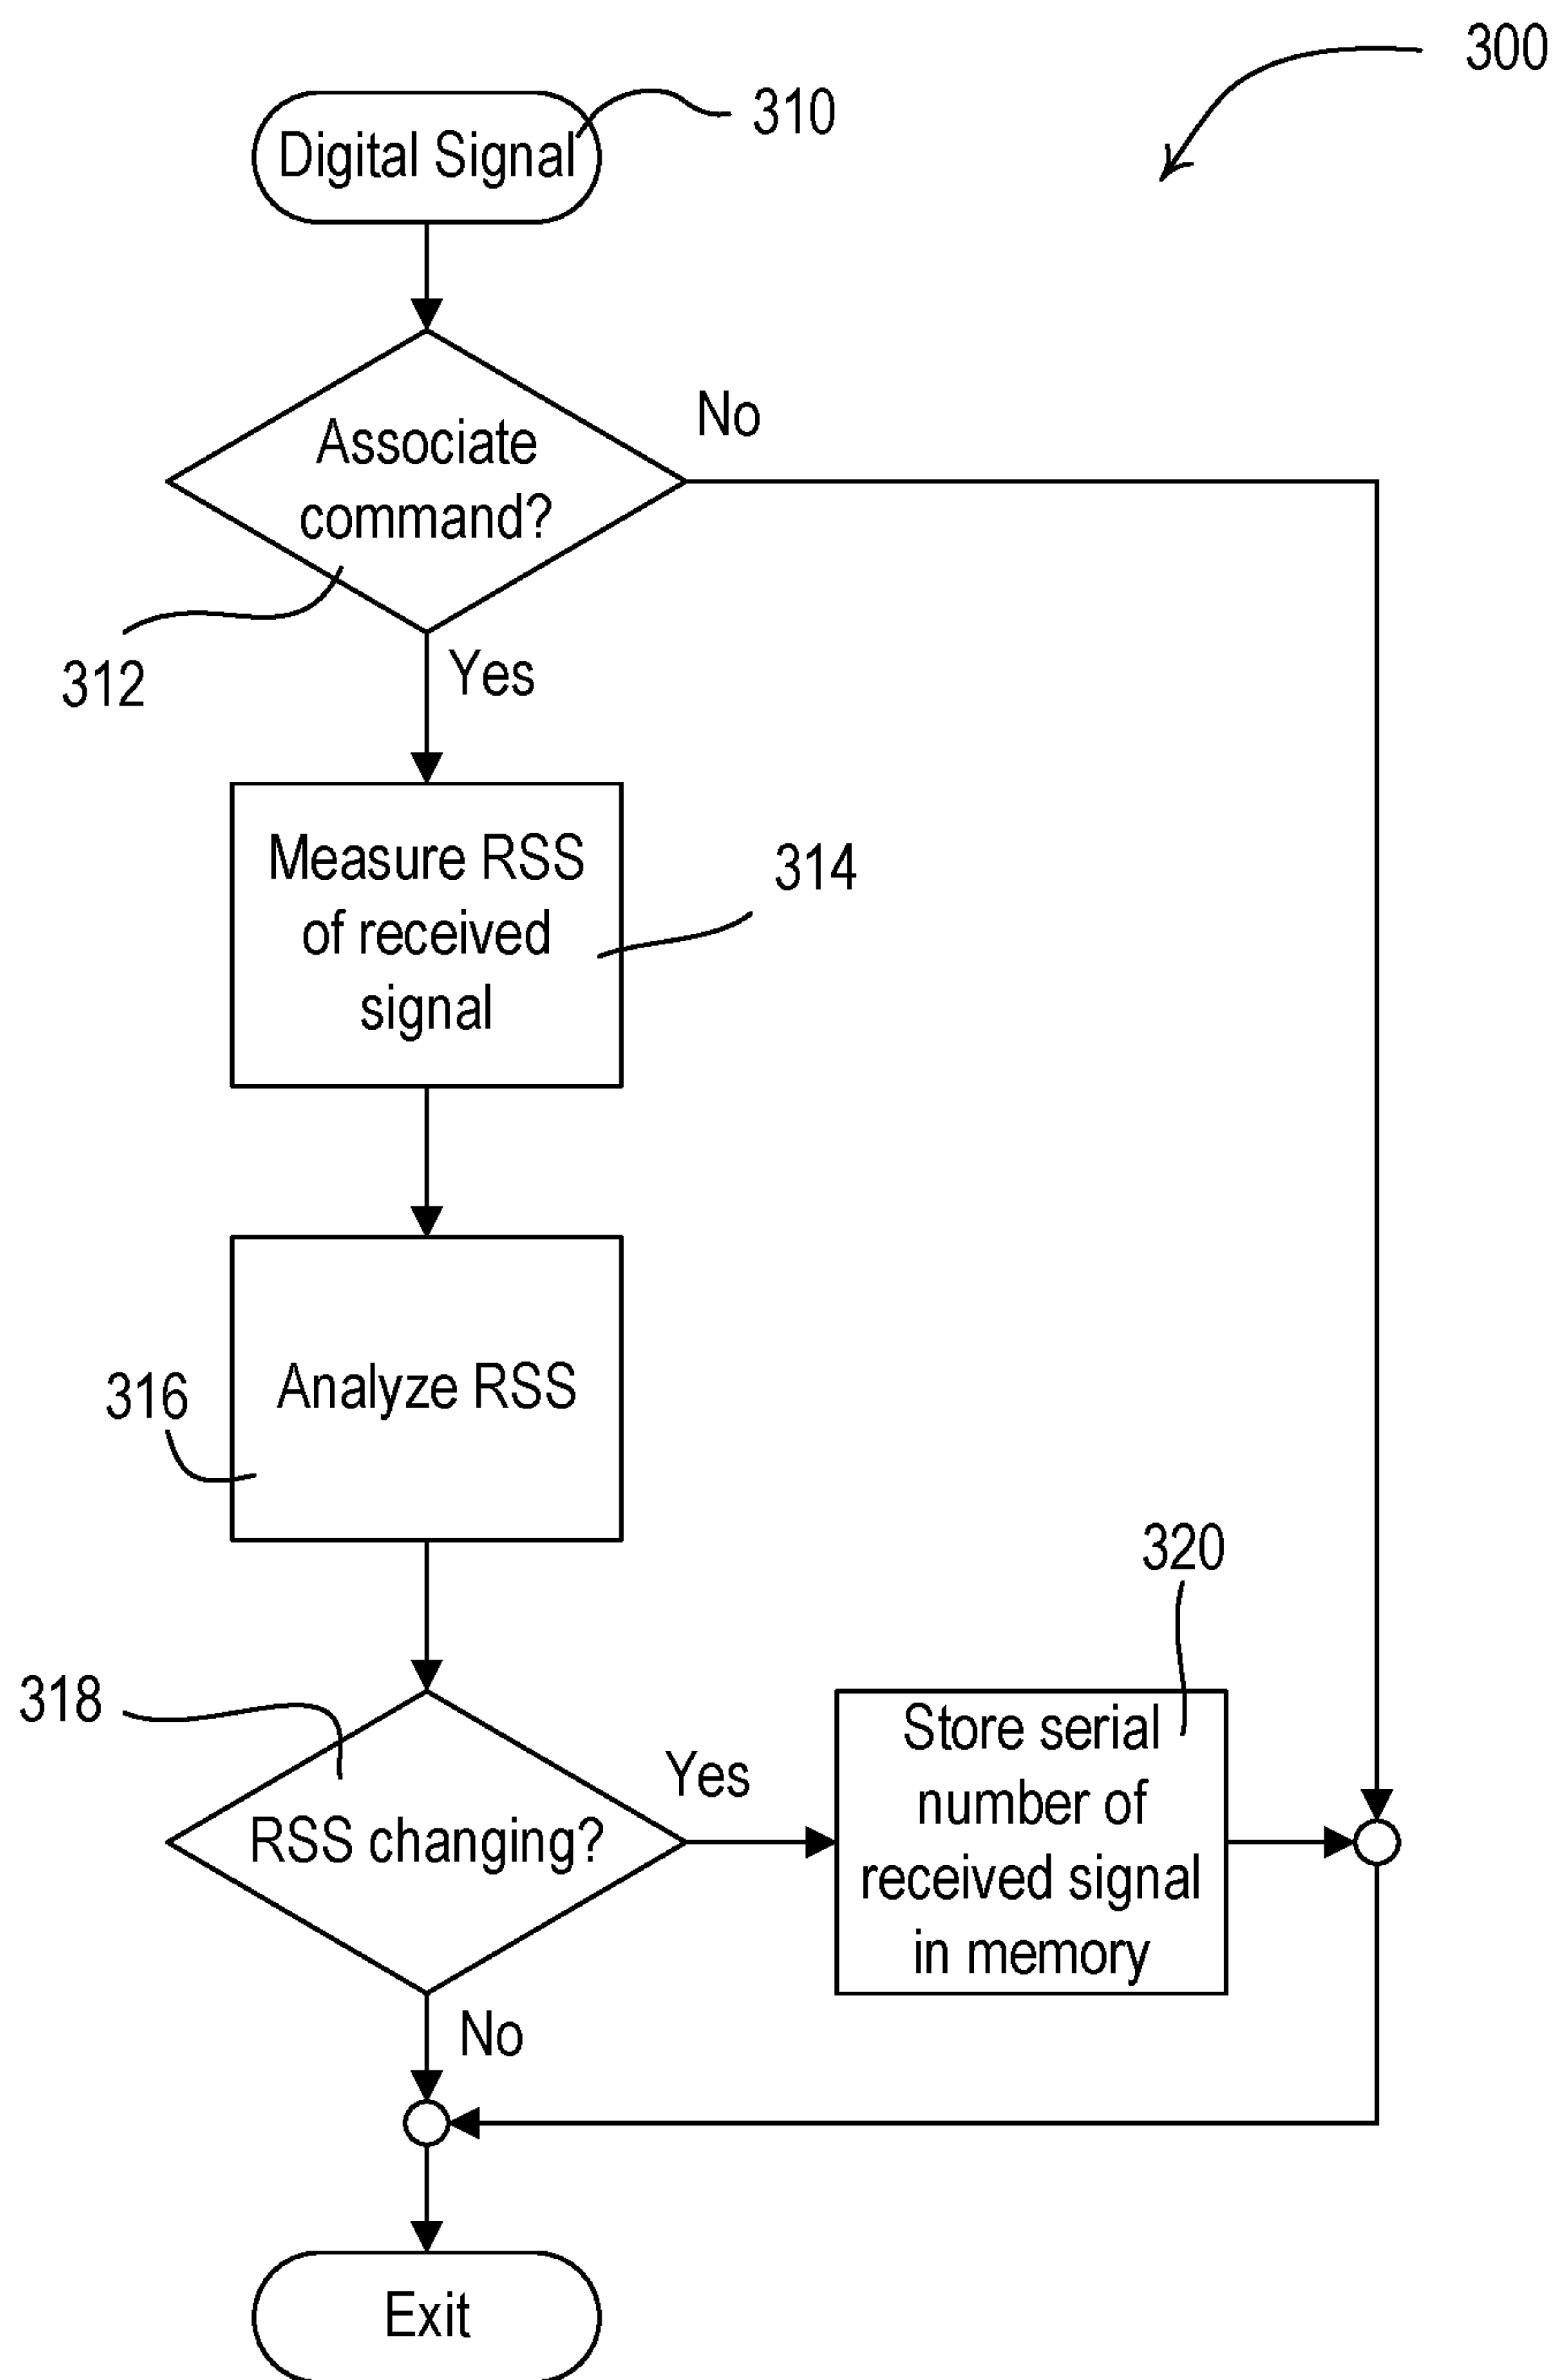 300
310
Digital Signal
Associate
command?
No
312
Yes
Measure RSS
of received
signal
314
Analyze RSS
316
320
318
RSS changing?
Yes
Store serial
number of
received signal
in memory
No
Exit